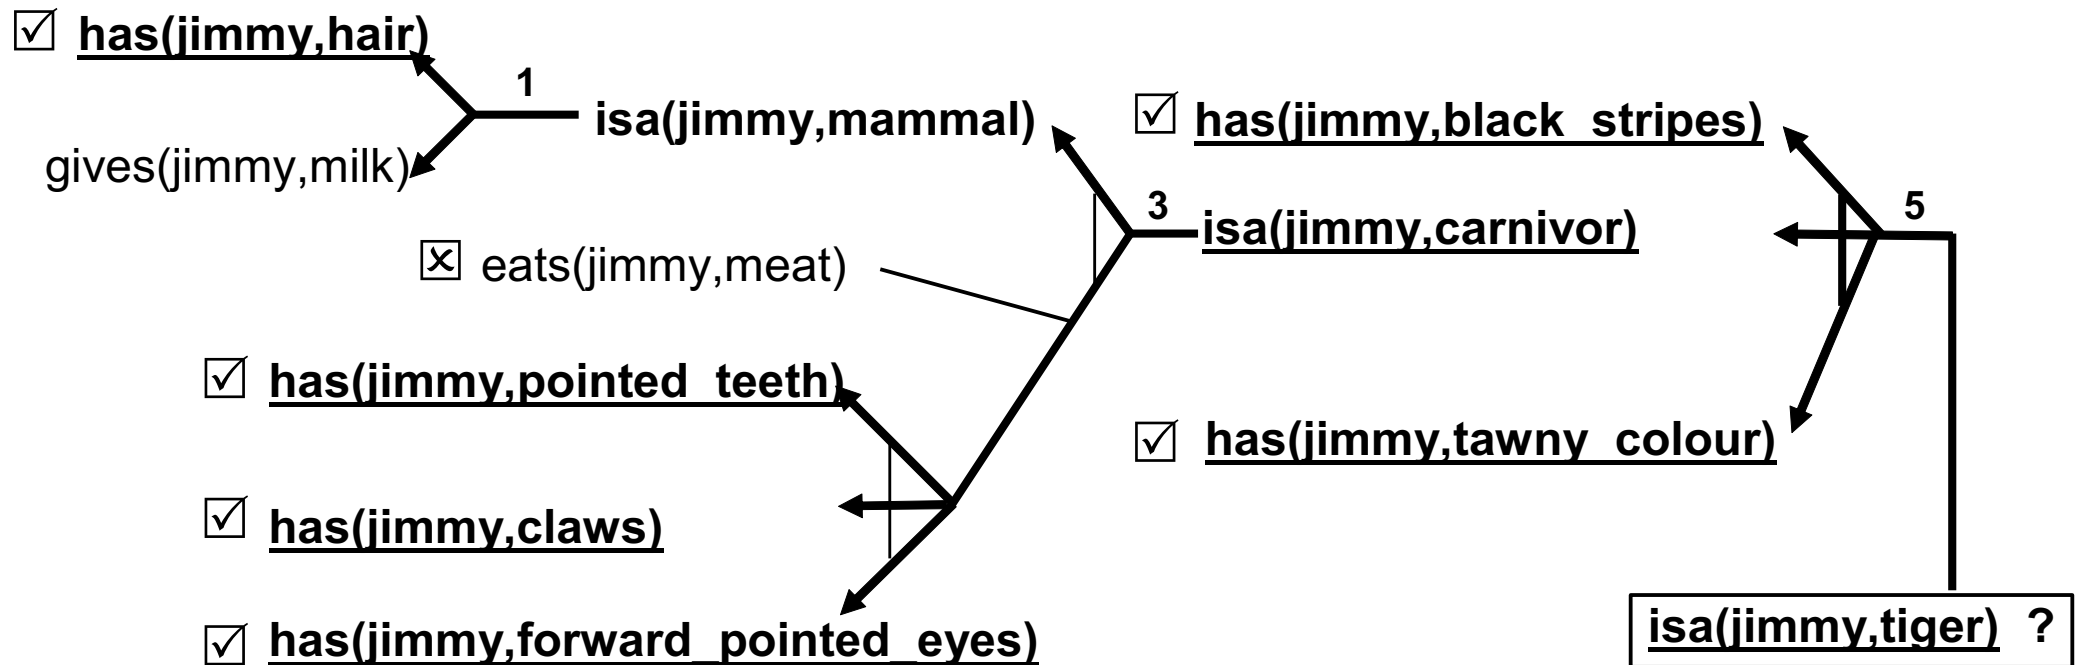 has(jimmy,hair)
1
isa(jimmy,mammal)
gives(jimmy,milk)
has(jimmy,black_stripes)
3
isa(jimmy,carnivor)
5
eats(jimmy,meat)
has(jimmy,pointed_teeth)
has(jimmy,tawny_colour)
has(jimmy,claws)
has(jimmy,forward_pointed_eyes)
isa(jimmy,tiger) ?